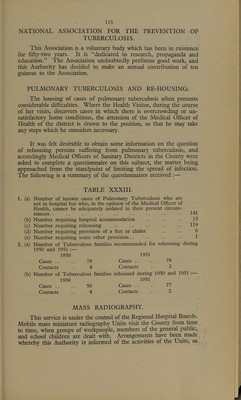 115
NATIONAL ASSOCIATION FOR THE PREVENTION OF
TUBERCULOSIS.
This Association is a voluntary body which has been in existence
for fifty-two years. It is “dedicated to research, propaganda and
education.” The Association undoubtedly performs good work, and
this Authority has decided to make an annual contribution of ten
guineas to the Association.
PULMONARY TUBERCULOSIS AND RE-HOUSING.
The housing of cases of pulmonary tuberculosis often presents
considerable difficulties. Where the Health Visitor, during the course
of her visits, discovers cases in which there is overcrowding or un-
satisfactory home conditions, the attention of the Medical Officer of
Health of the district is drawn to the position, so that he may take
any steps which he considers necessary.
It was felt desirable to obtain some information on the question
of rehousing persons suffering from pulmonary tuberculosis, and
accordingly Medical Officers of Sanitary Districts in the County were
asked to complete a questionnaire on this subject, the matter being
approached from the standpoint of limiting the spread of infection.
The following is a summary of the questionnaires received :—
TABLE XXXIII.
1. (a) Number of known cases of Pulmonary Tuberculosis who are
not in hospital but who, in the opinion of the Medical Officer of
Health, cannot be adequately isolated in their present circum-
stances . . 141
(b) Number requiring hospital accommodation . . 13
(c) Number requiring rehousing . . 118
(d) Number requiring provision of a hut or chalet . . 9
(e) Number requiring some other provision . . 1
2. (a) Number of Tuberculous families recommended for rehousing during
1950 and 1951 :—
1950 1951
Cases . . 59 Cases . . 79
Contacts 4 Contacts 2
(b) Number of Tuberculous families rehoused during 1950 and 1951 :—
1950 1951
Cases . . 56 Cases . . 77
Contacts 4 Contacts 2
MASS RADIOGRAPHY.
This service is under the control of the Regional Hospital Boards.
Mobile mass miniature radiography Units visit the County from time
to time, when groups of workpeople, members of the general public,
and school children are dealt with. Arrangements have been made
whereby this Authority is informed of the activities of the Units, so